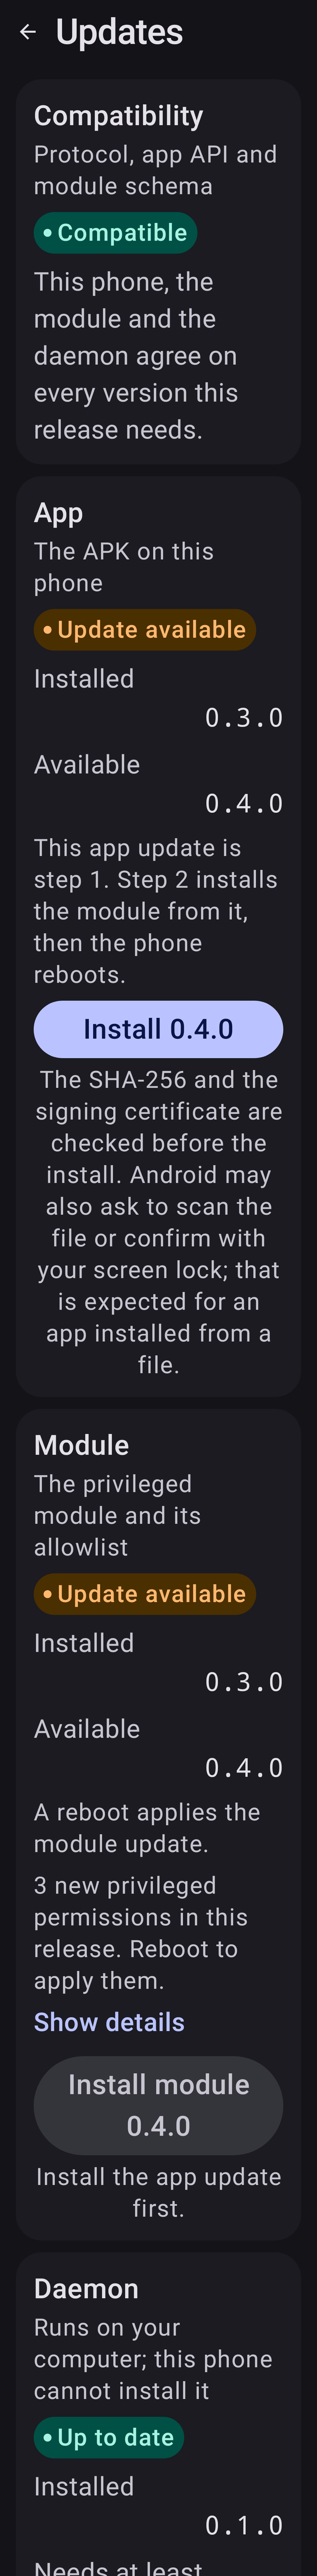 Updates
Compatibility
Protocol, app API and
module schema
Compatible
This phone, the
module and the
daemon agree on
every version this
release needs.
App
The APK on this
phone
Update available
Installed
0.3.0
Available
0.4.0
This app update is
step 1. Step 2 installs
the module from it,
then the phone
reboots.
Install 0.4.0
The SHA-256 and the
signing certificate are
checked before the
install. Android may
also ask to scan the
file or confirm with
your screen lock; that
is expected for an
app installed from a
file.
Module
The privileged
module and its
allowlist
Update available
Installed
0.3.0
Available
0.4.0
A reboot applies the
module update.
3 new privileged
permissions in this
release. Reboot to
apply them.
Show details
Install module
0.4.0
Install the app update
first.
Daemon
Runs on your
computer; this phone
cannot install it
Up to date
Installed
0.1.0
Needs at least